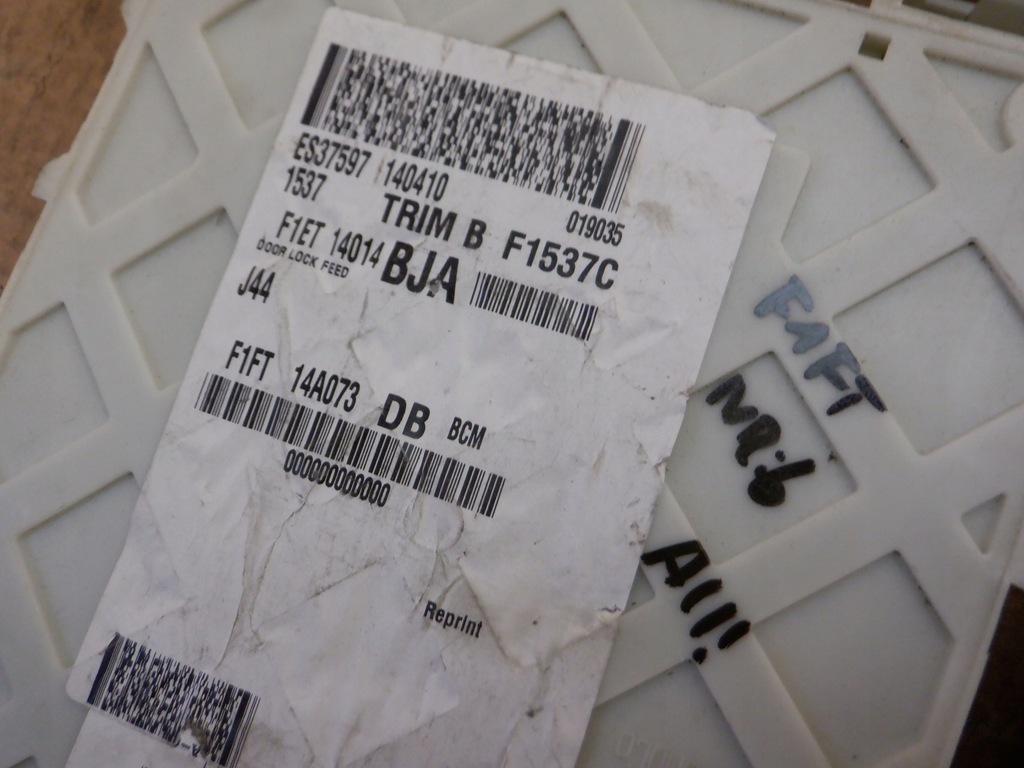 ES37597 140410 019035
1537 TRIM B F1537C
F1ET 14014 BJA
DOOR LOCK FEED
J44
F1FT 14A073 DB BCM
000000000000
Reprint